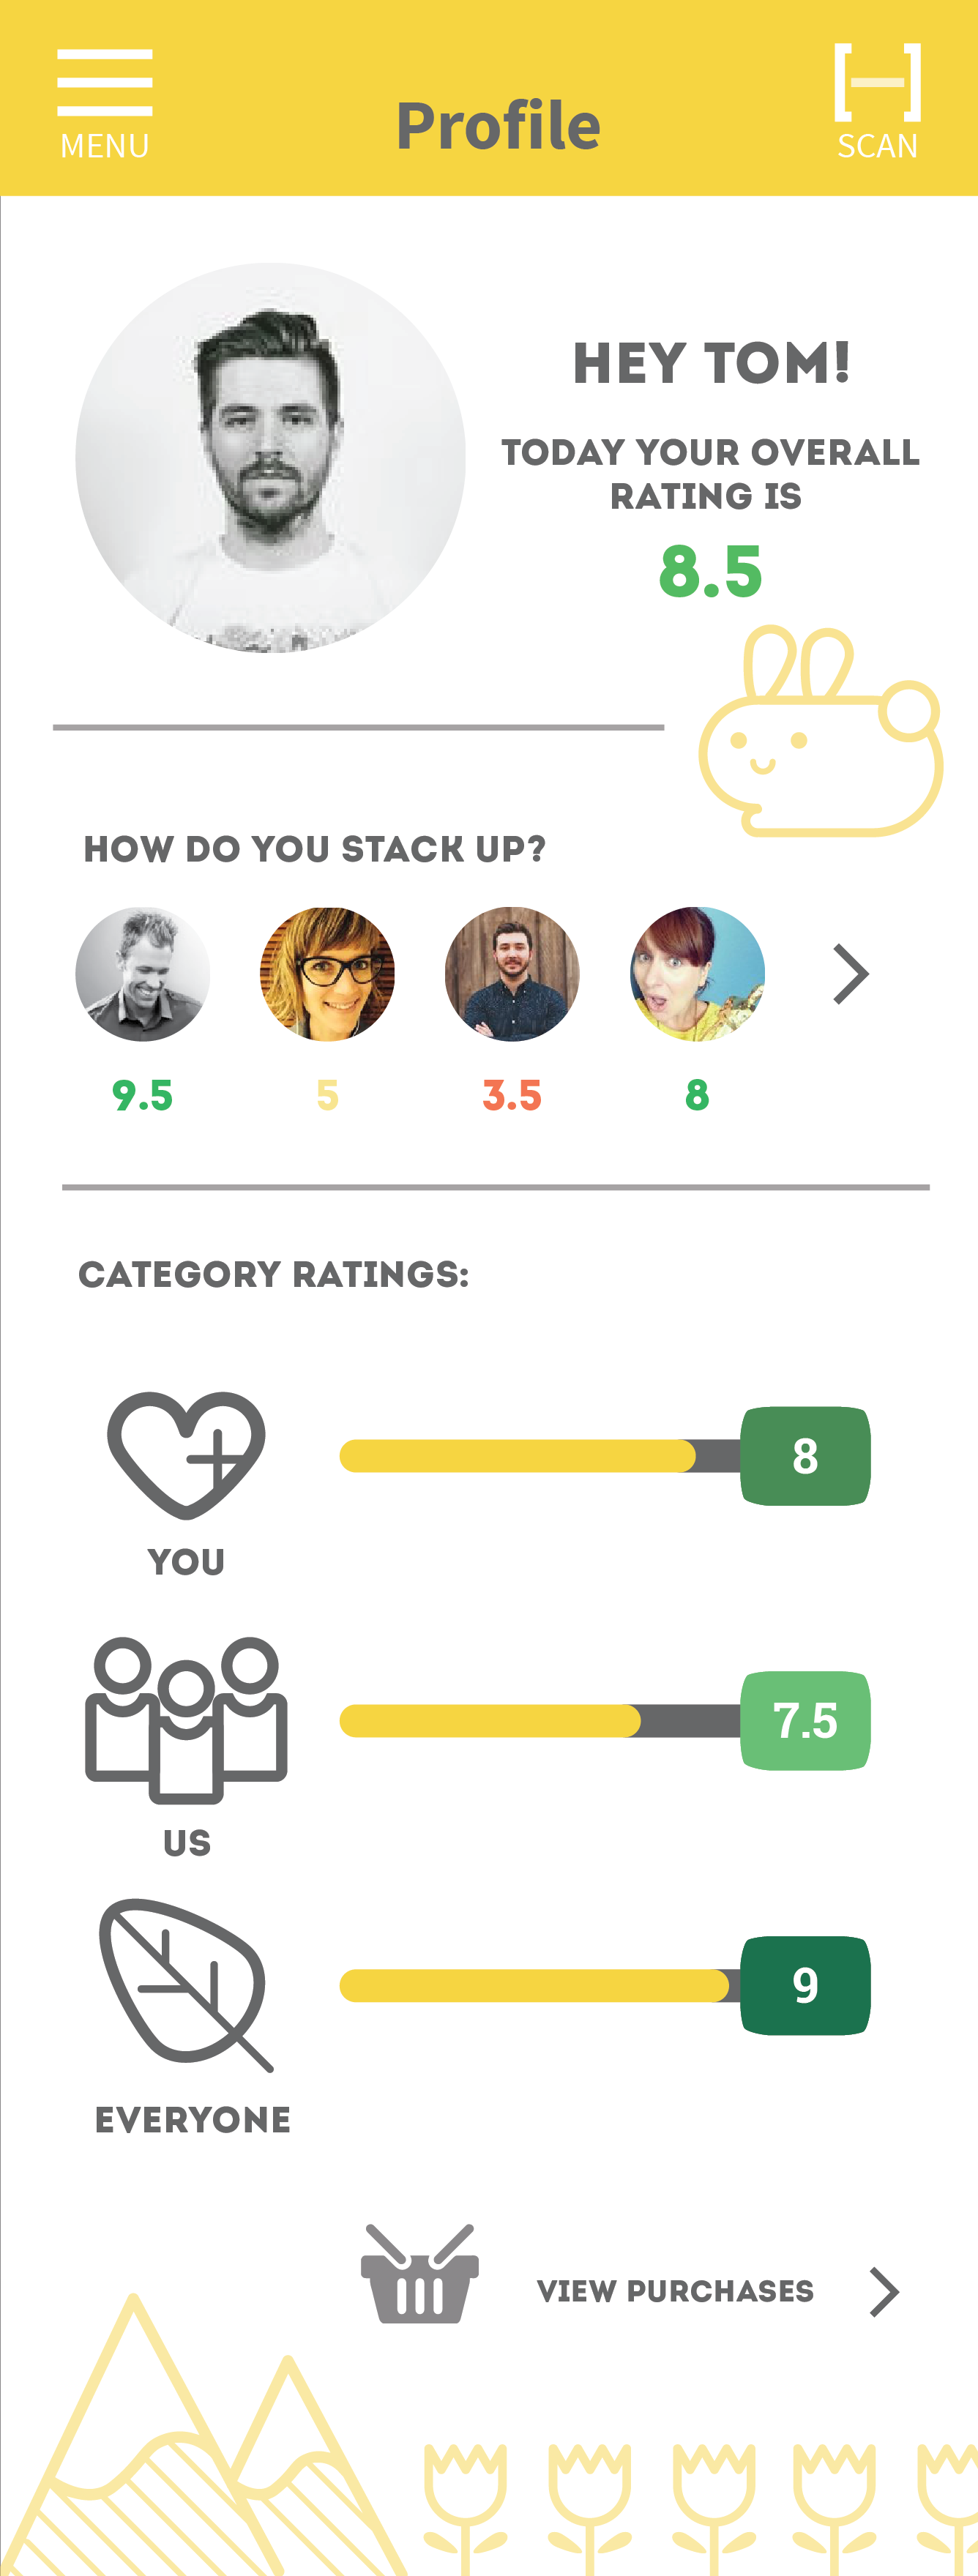 MENU
Profile
SCAN
HEY TOM!
TODAY YOUR OVERALL
RATING IS
8.5
HOW DO YOU STACK UP?
9.5 5 3.5 8
CATEGORY RATINGS:
8
YOU
7.5
US
9
EVERYONE
VIEW PURCHASES